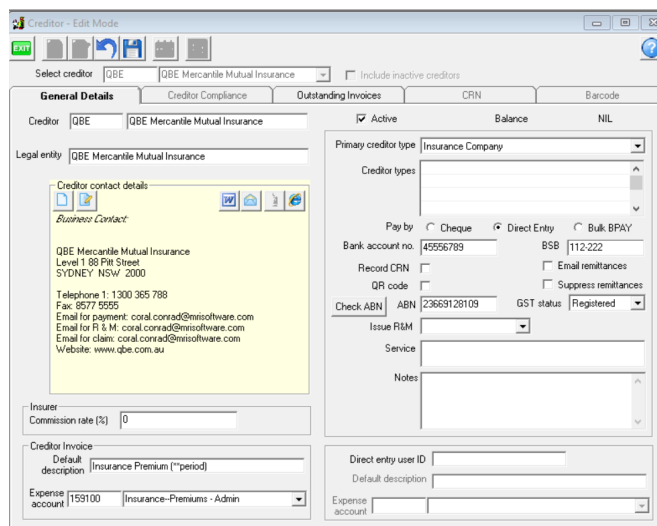 Creditor - Edit Mode
EXIT
Select creditor QBE QBE Mercantile Mutual Insurance Include inactive creditors
General Details Creditor Compliance Outstanding Invoices CRN Barcode
Creditor QBE QBE Mercantile Mutual Insurance
Legal entity QBE Mercantile Mutual Insurance
Creditor contact details
W
Business Contact:
QBE Mercantile Mutual Insurance
Level 1 88 Pitt Street
SYDNEY NSW 2000
Telephone 1: 1300 365 788
Fax: 8577 5555
Email for payment: coral.conrad@mrisoftware.com
Email for R & M: coral.conrad@mrisoftware.com
Email for claim: coral.conrad@mrisoftware.com
Website: www.qbe.com.au
Insurer
Commission rate (%) 0
Creditor Invoice
Default description Insurance Premium (**period)
Expense account 159100 Insurance--Premiums - Admin
Active Balance NIL
Primary creditor type Insurance Company
Creditor types
Pay by Cheque Direct Entry Bulk BPAY
Bank account no. 45556789 BSB 112-222
Record CRN Email remittances
QR code Suppress remittances
Check ABN ABN 23669128109 GST status Registered
Issue R&M
Service
Notes
Direct entry user ID
Default description
Expense account